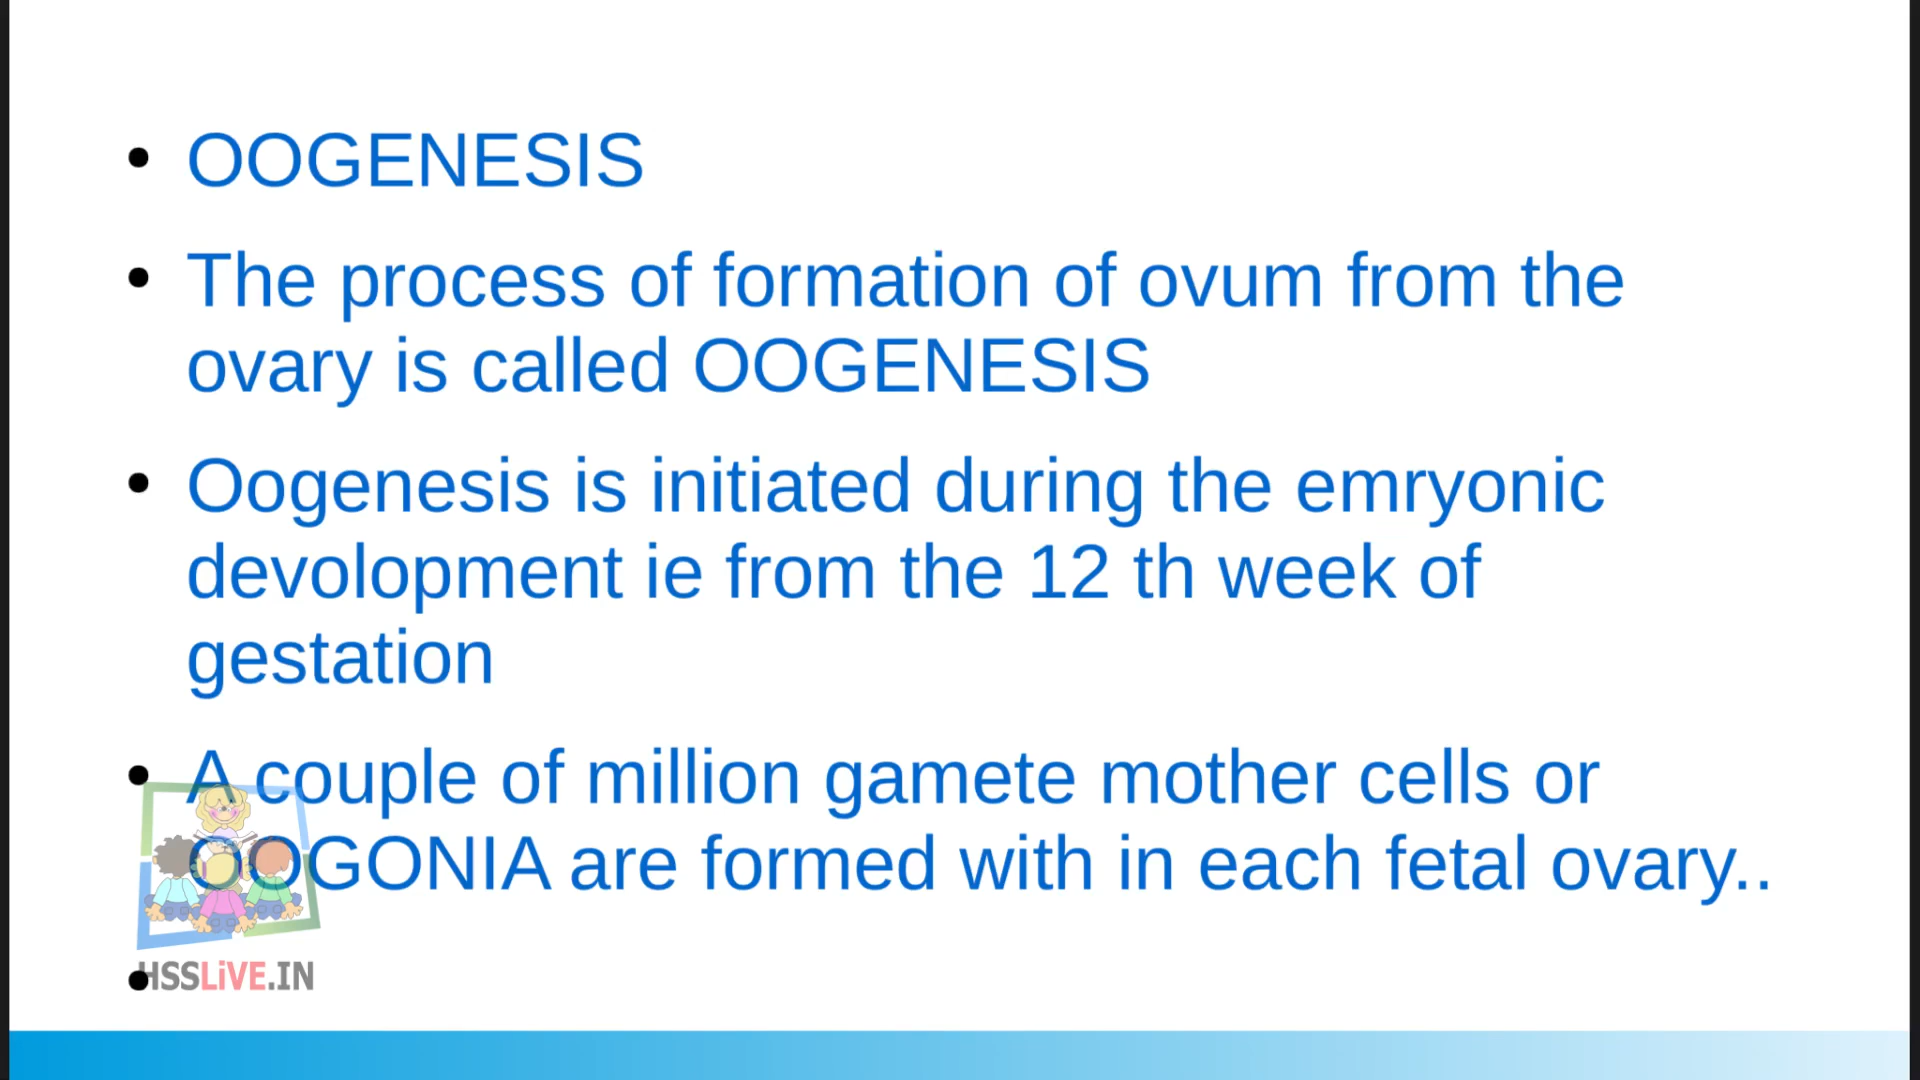 • OOGENESIS
• The process of formation of ovum from the
ovary is called OOGENESIS
• Oogenesis is initiated during the emryonic
devolopment ie from the 12 th week of
gestation
• A couple of million gamete mother cells or
OOGONIA are formed with in each fetal ovary..
•
HSSLiVE.IN